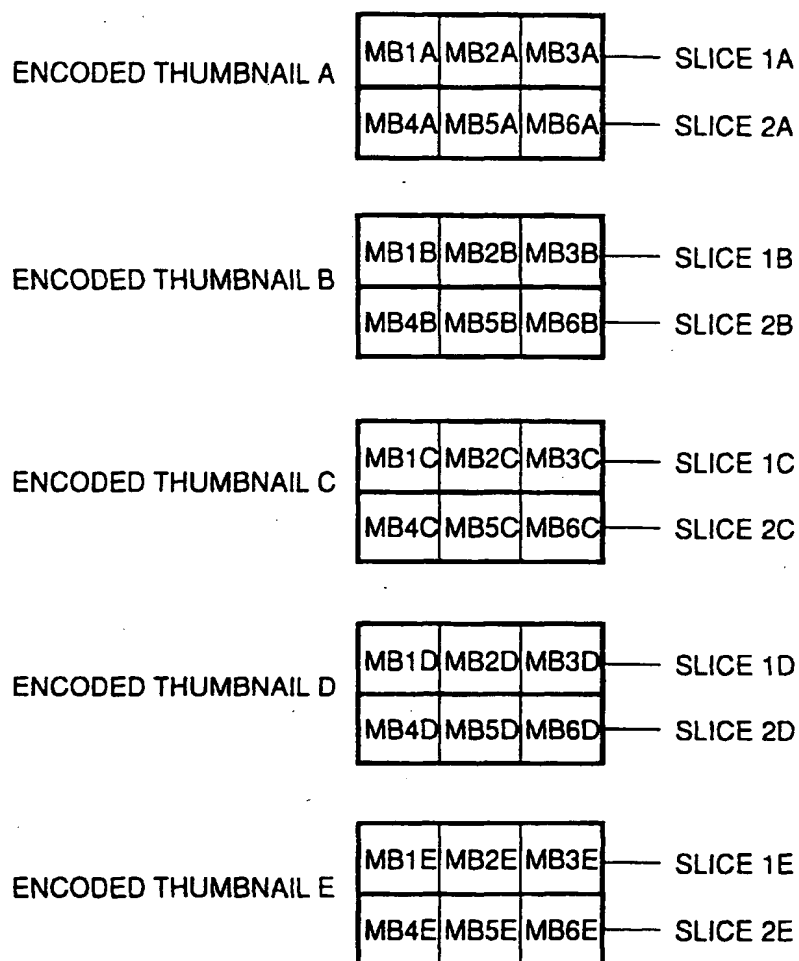 MB1A MB2A MB3A SLICE 1A
ENCODED THUMBNAIL A
MB4A MB5A MB6A SLICE 2A
MB1B MB2B MB3B SLICE 1B
ENCODED THUMBNAIL B
MB4B MB5B MB6B SLICE 2B
MB1C MB2C MB3C SLICE 1C
ENCODED THUMBNAIL C
MB4C MB5C MB6C SLICE 2C
MB1D MB2D MB3D SLICE 1D
ENCODED THUMBNAIL D
MB4D MB5D MB6D SLICE 2D
MB1E MB2E MB3E SLICE 1E
ENCODED THUMBNAIL E
MB4E MB5E MB6E SLICE 2E